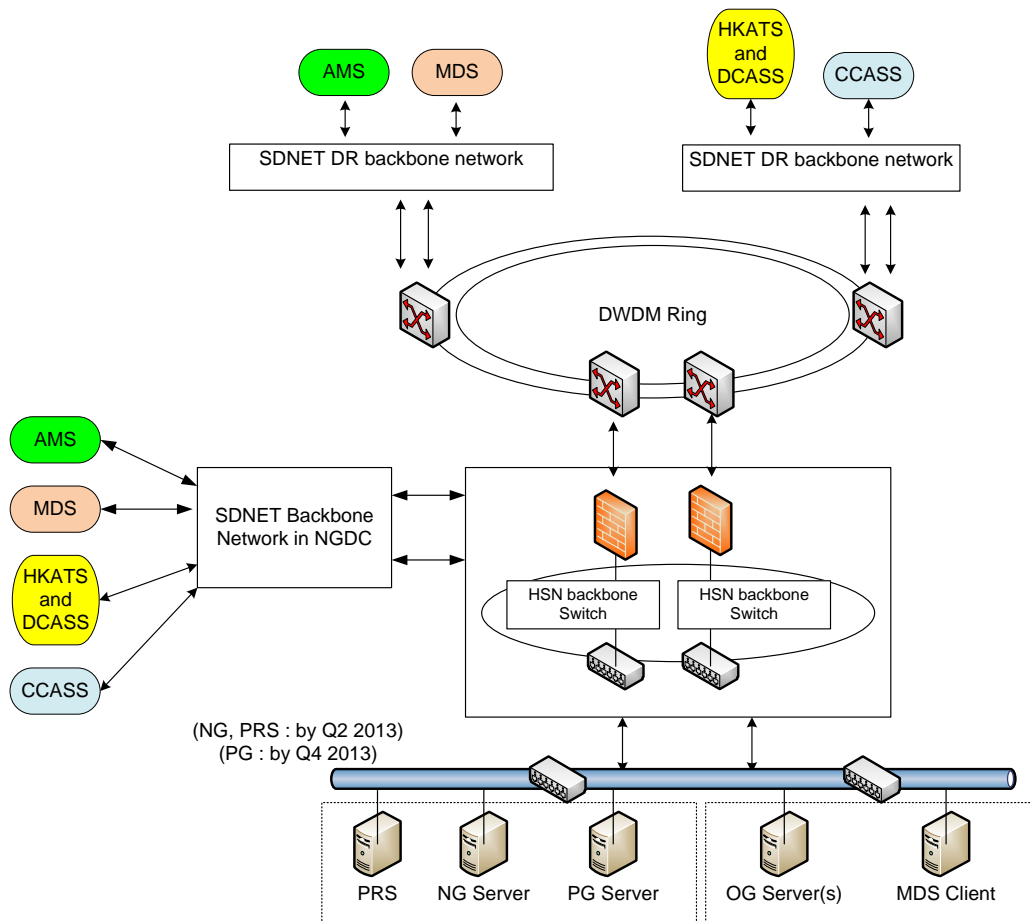 AMS
MDS
HKATS
and
DCASS
CCASS
SDNET DR backbone network
SDNET DR backbone network
DWDM Ring
AMS
MDS
HKATS
and
DCASS
CCASS
SDNET Backbone
Network in NGDC
HSN backbone
Switch
HSN backbone
Switch
(NG, PRS : by Q2 2013)
(PG : by Q4 2013)
PRS
NG Server
PG Server
OG Server(s)
MDS Client